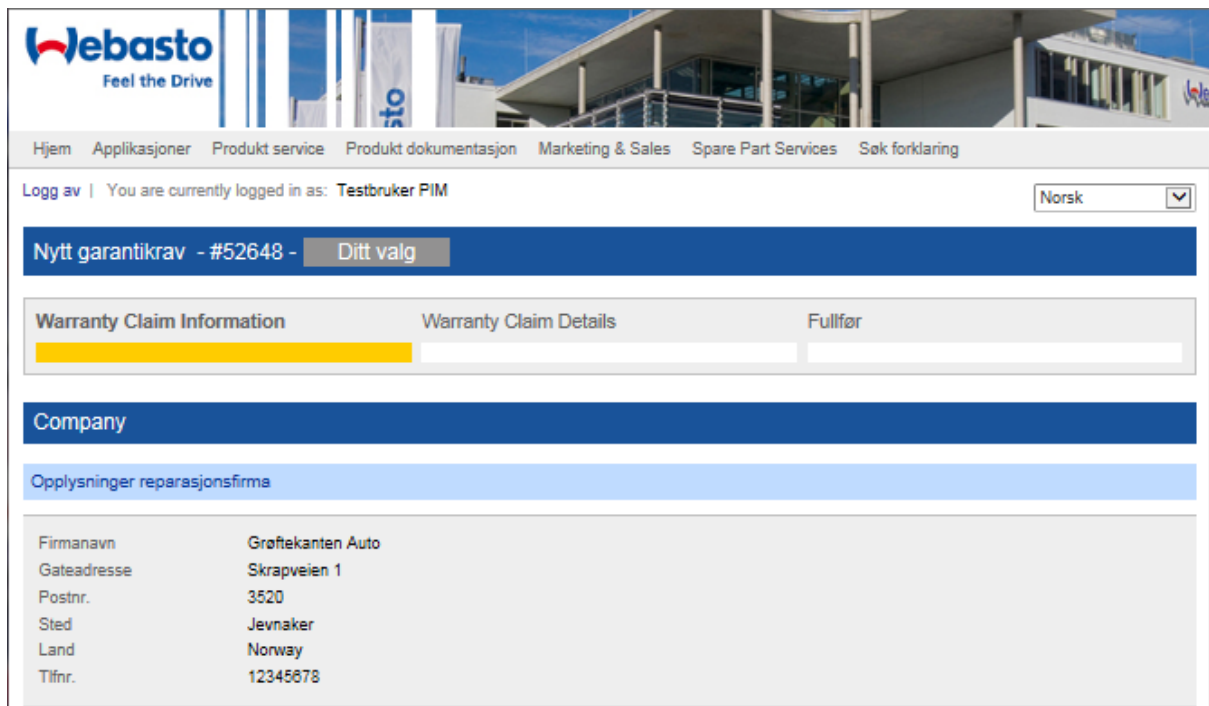 Webasto
Feel the Drive
sto
Hjem Applikasjoner Produkt service Produkt dokumentasjon Marketing & Sales Spare Part Services Søk forklaring
Logg av | You are currently logged in as: Testbruker PIM
Norsk
Nytt garantikrav - #52648 - Ditt valg
Warranty Claim Information Warranty Claim Details Fullfør
Company
Opplysninger reparasjonsfirma
Firmanavn Grøftekanten Auto
Gateadresse Skrapveien 1
Postnr. 3520
Sted Jevnaker
Land Norway
Tlfnr. 12345678